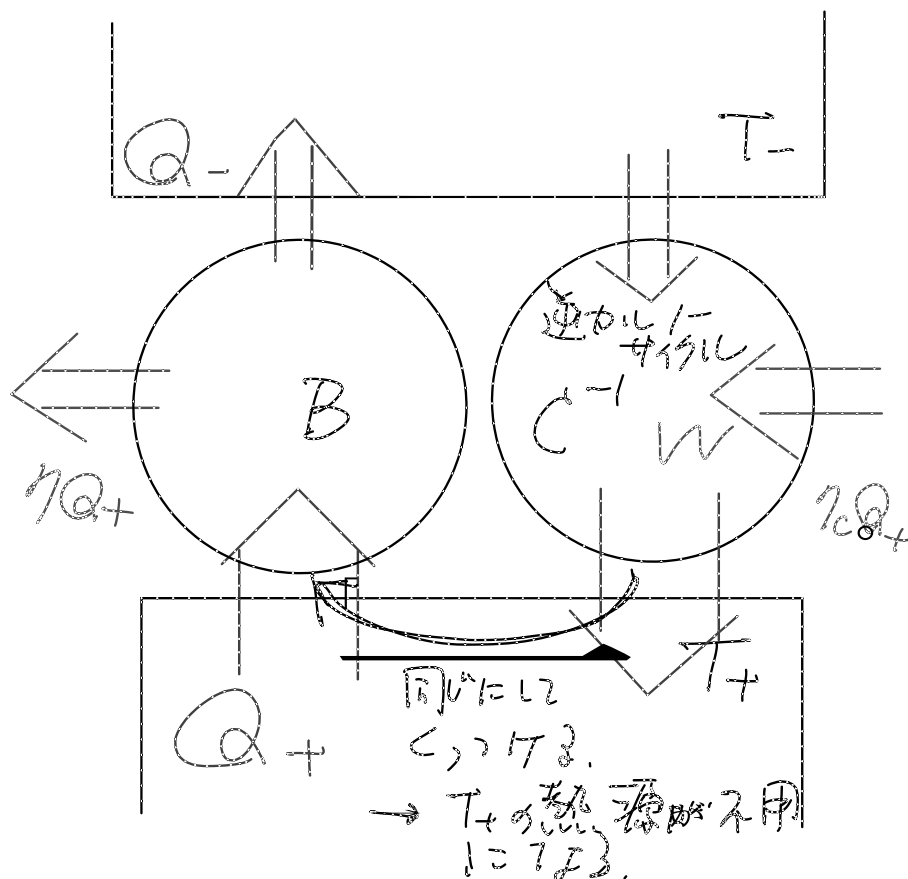 Q-
T-
逆カルノー
サイクル
B
C⁻¹
W
ηQ+
ηcQ+
T+
Q+
同じにして
くっつける.
→ T+の熱源が不用
になる.